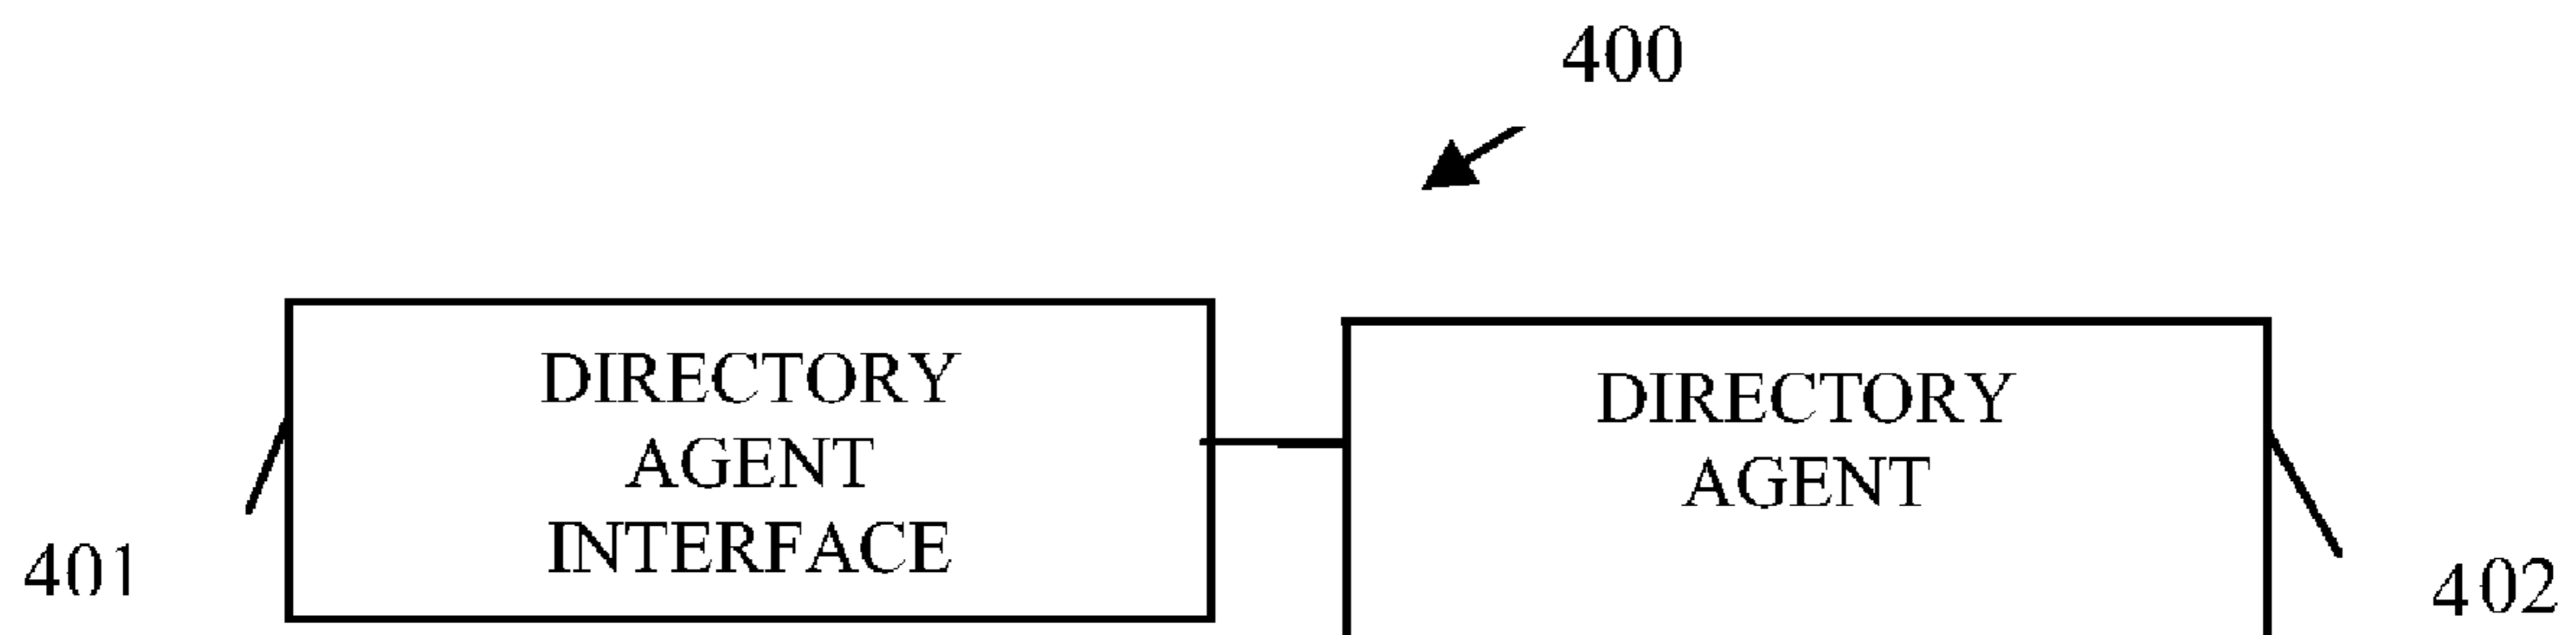 400
DIRECTORY
AGENT
INTERFACE
401
DIRECTORY
AGENT
402